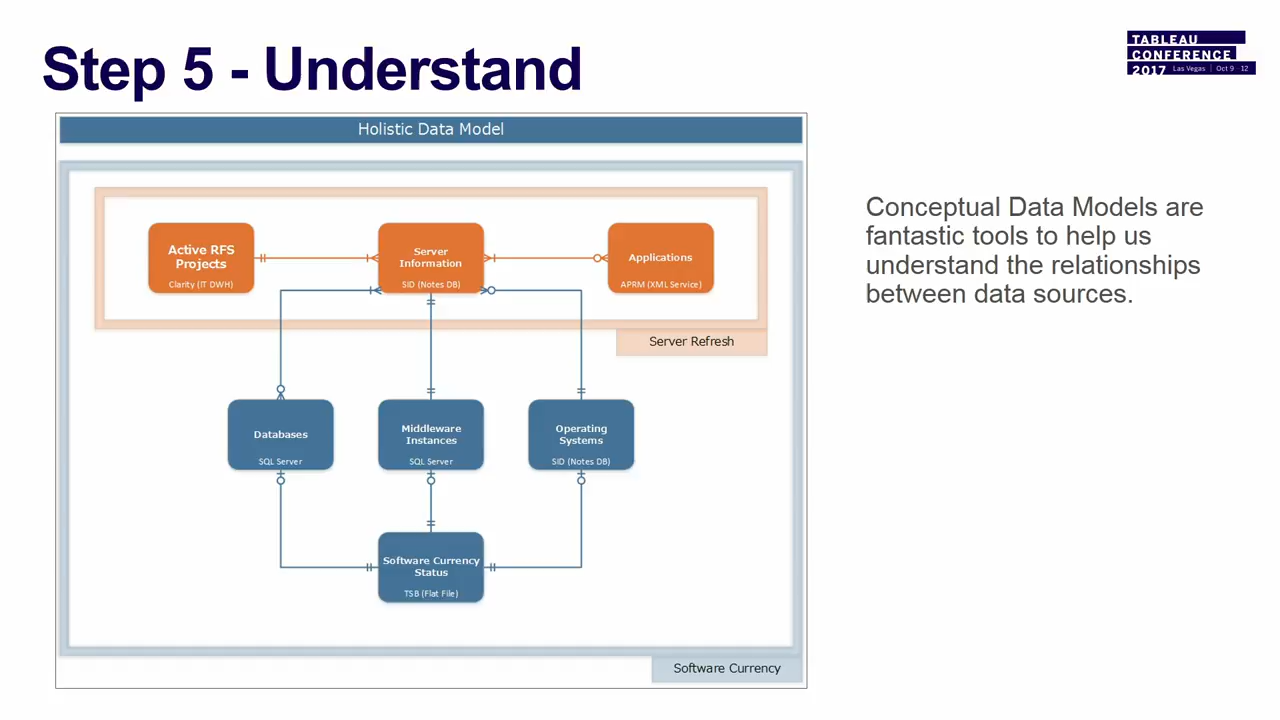 Step 5 - Understand
TABLEAU
CONFERENCE
2017 Las Vegas | Oct 9 - 12
Holistic Data Model
Active RFS
Projects
Clarity (IT DWH)
Server
Information
SID (Notes DB)
Applications
APRM (XML Service)
Server Refresh
Conceptual Data Models are
fantastic tools to help us
understand the relationships
between data sources.
Databases
SQL Server
Middleware
Instances
SQL Server
Operating
Systems
SID (Notes DB)
Software Currency
Status
TSB (Flat File)
Software Currency